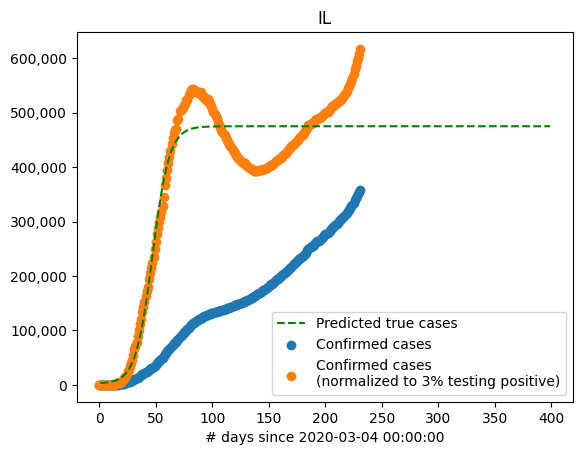 IL
600,000
500,000
400,000
300,000
200,000
100,000
0
0 50 100 150 200 250 300 350 400
# days since 2020-03-04 00:00:00
Predicted true cases
Confirmed cases
Confirmed cases
(normalized to 3% testing positive)